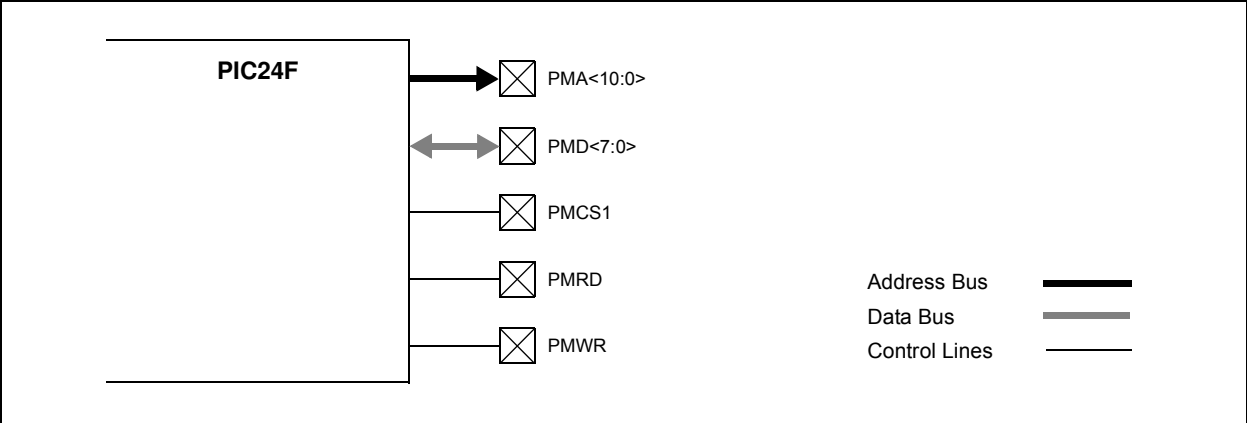 PIC24F
PMA<10:0>
PMD<7:0>
PMCS1
PMRD
PMWR
Address Bus
Data Bus
Control Lines